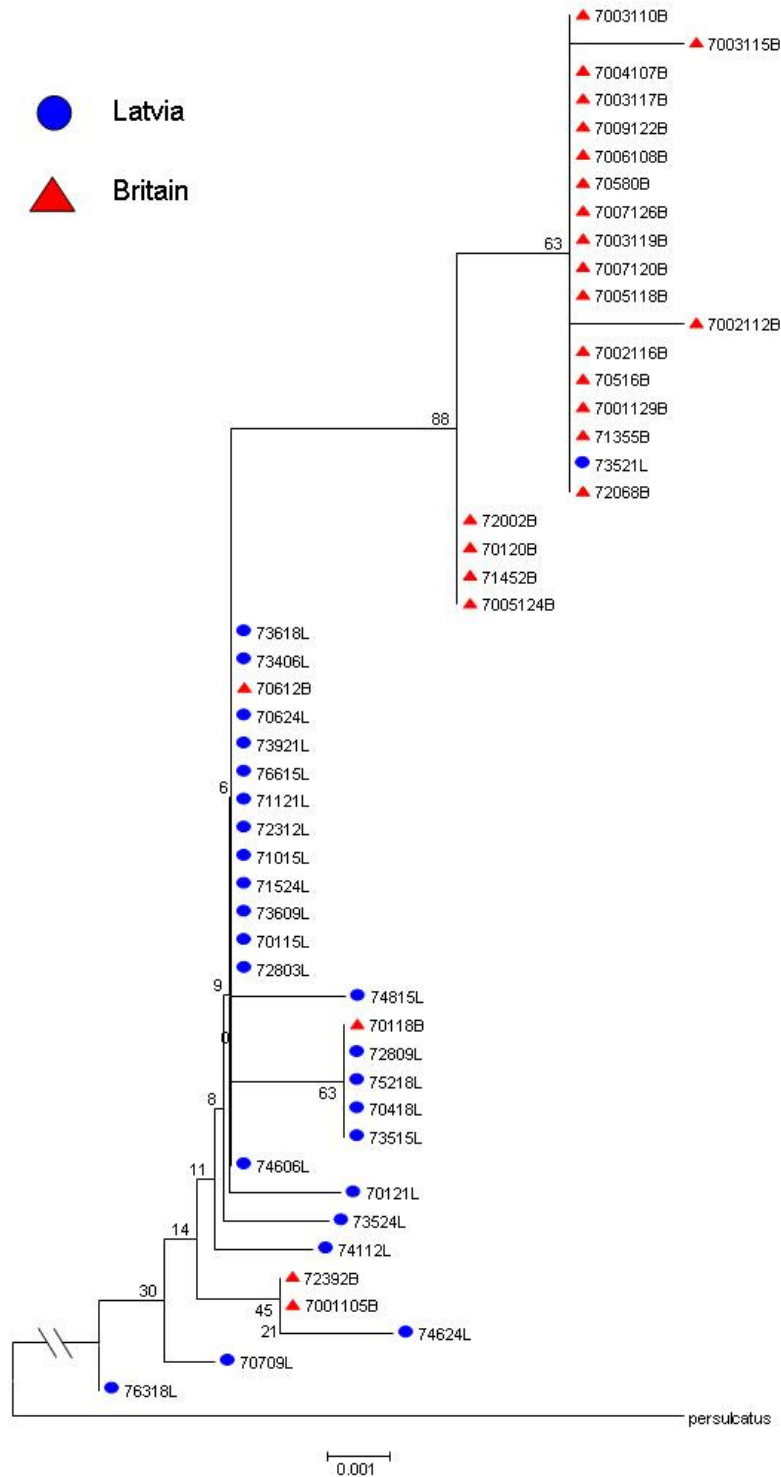 Latvia
Britain
7003110B
7003115B
7004107B
7003117B
7009122B
7006108B
70580B
7007126B
63
7003119B
7007120B
7005118B
7002112B
7002116B
70516B
7001129B
88
71355B
73521L
72068B
72002B
70120B
71452B
7005124B
73618L
73406L
70612B
70624L
73921L
76615L
6
71121L
72312L
71015L
71524L
73609L
70115L
72803L
9
74815L
70118B
0
72809L
75218L
63
70418L
8
73515L
74606L
11
70121L
73524L
14
74112L
72392B
30
7001105B
45
21
74624L
70709L
76318L
persulcatus
0.001